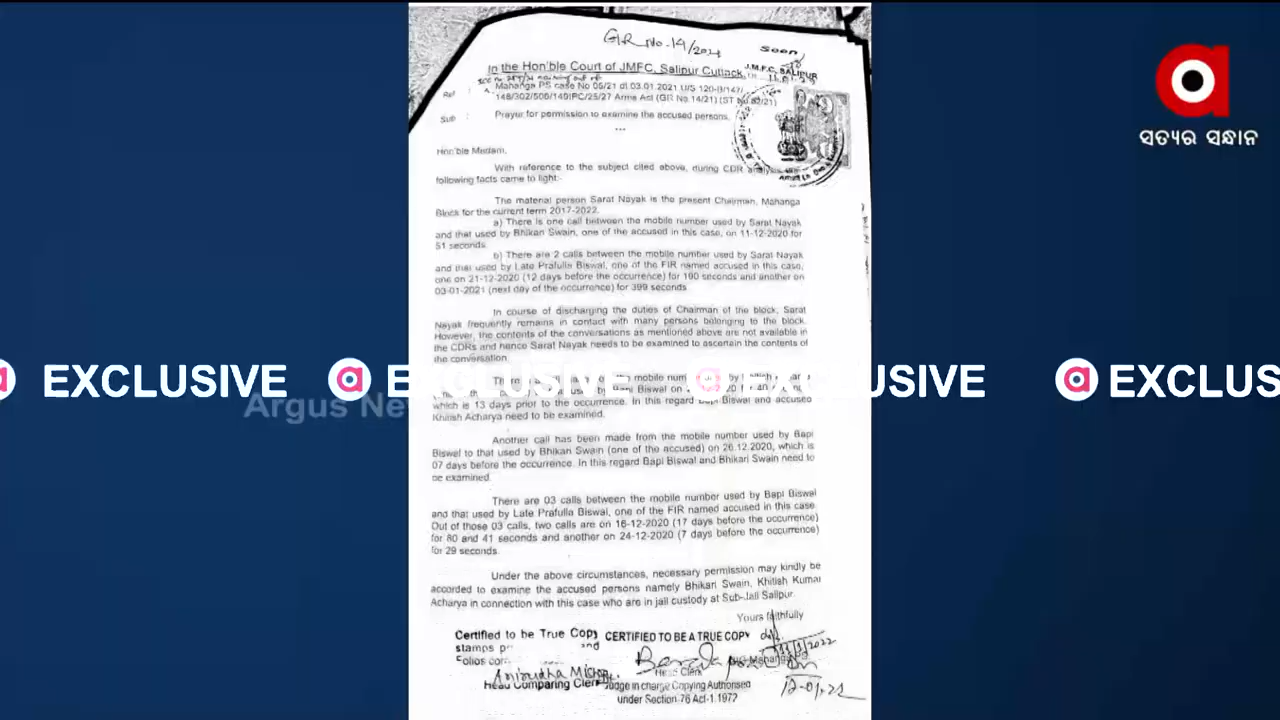 GR No-14/2021
Seen
In the Hon'ble Court of JMFC, Salipur Cuttack
J.M.F.C, SALIPUR
Ref : Mahanga PS case No 05/21 dt 03.01.2021 U/S 120-B/147/
148/302/506/149IPC/25/27 Arms Act (GR No 14/21) (ST No 82/21)
Sub : Prayer for permission to examine the accused persons.
Hon'ble Madam,
With reference to the subject cited above, during CDR analysis
following facts came to light:-
The material person Sarat Nayak is the present Chairman, Mahanga
Block for the current term 2017-2022.
a) There is one call between the mobile number used by Sarat Nayak
and that used by Bhikari Swain, one of the accused in this case, on 11-12-2020 for
51 seconds.
b) There are 2 calls between the mobile number used by Sarat Nayak
and that used by Late Prafulla Biswal, one of the FIR named accused in this case,
one on 21-12-2020 (12 days before the occurrence) for 190 seconds and another on
03-01-2021 (next day of the occurrence) for 399 seconds
In course of discharging the duties of Chairman of the block, Sarat
Nayak frequently remains in contact with many persons belonging to the block.
However, the contents of the conversations as mentioned above are not available in
the CDRs and hence Sarat Nayak needs to be examined to ascertain the contents of
the conversation.
which is 13 days prior to the occurrence. In this regard Bapi Biswal and accused
Khitish Acharya need to be examined.
Another call has been made from the mobile number used by Bapi
Biswal to that used by Bhikari Swain (one of the accused) on 26.12.2020, which is
07 days before the occurrence. In this regard Bapi Biswal and Bhikari Swain need to
be examined.
There are 03 calls between the mobile number used by Bapi Biswal
and that used by Late Prafulla Biswal, one of the FIR named accused in this case
Out of those 03 calls, two calls are on 16-12-2020 (17 days before the occurrence)
for 80 and 41 seconds and another on 24-12-2020 (7 days before the occurrence)
for 29 seconds.
Under the above circumstances, necessary permission may kindly be
accorded to examine the accused persons namely Bhikari Swain, Khitish Kumar
Acharya in connection with this case who are in jail custody at Sub-Jail Salipur.
Yours faithfully
Certified to be True Copy
stamps and
Folios
Anirudha Mishra
Head Comparing Clerk
CERTIFIED TO BE A TRUE COPY
Head Clerk
Judge in charge Copying Authorised
under Section-76 Act-1.1972
12-01-22
ସତ୍ୟର ସନ୍ଧାନ
EXCLUSIVE
EXCLUSIVE
EXCLUS
Argus Ne